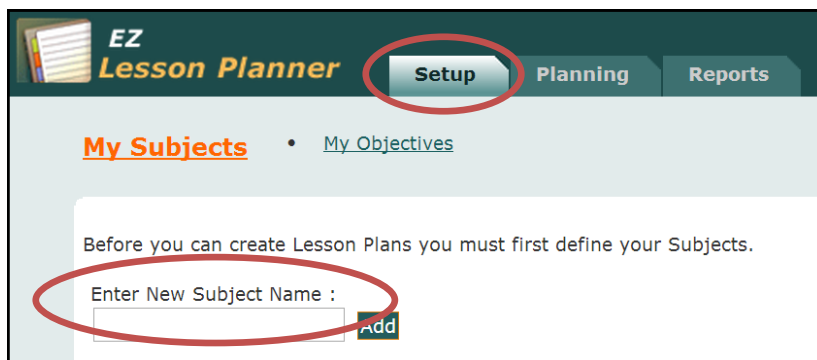 EZ
Lesson Planner
Setup Planning Reports
My Subjects • My Objectives
Before you can create Lesson Plans you must first define your Subjects.
Enter New Subject Name :
Add